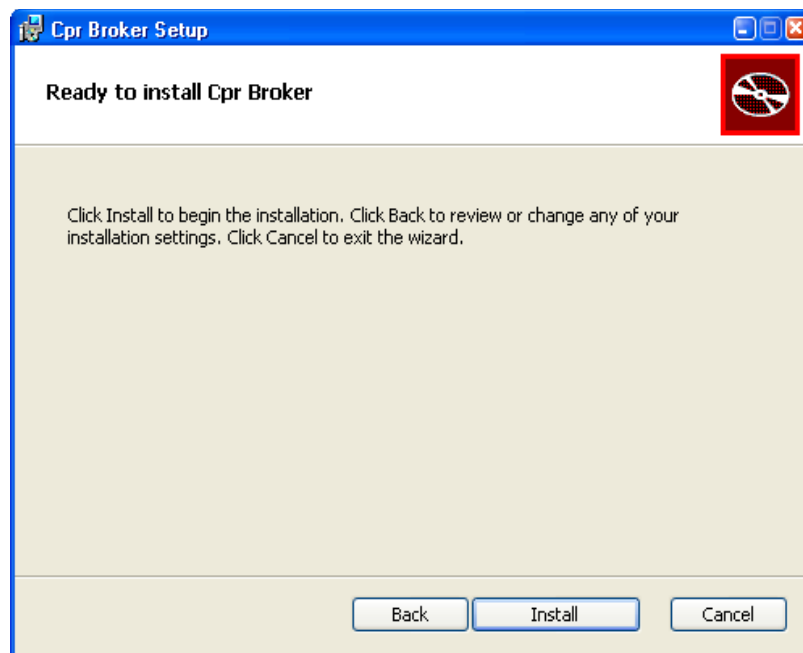 Cpr Broker Setup
Ready to install Cpr Broker
Click Install to begin the installation. Click Back to review or change any of your
installation settings. Click Cancel to exit the wizard.
Back Install Cancel